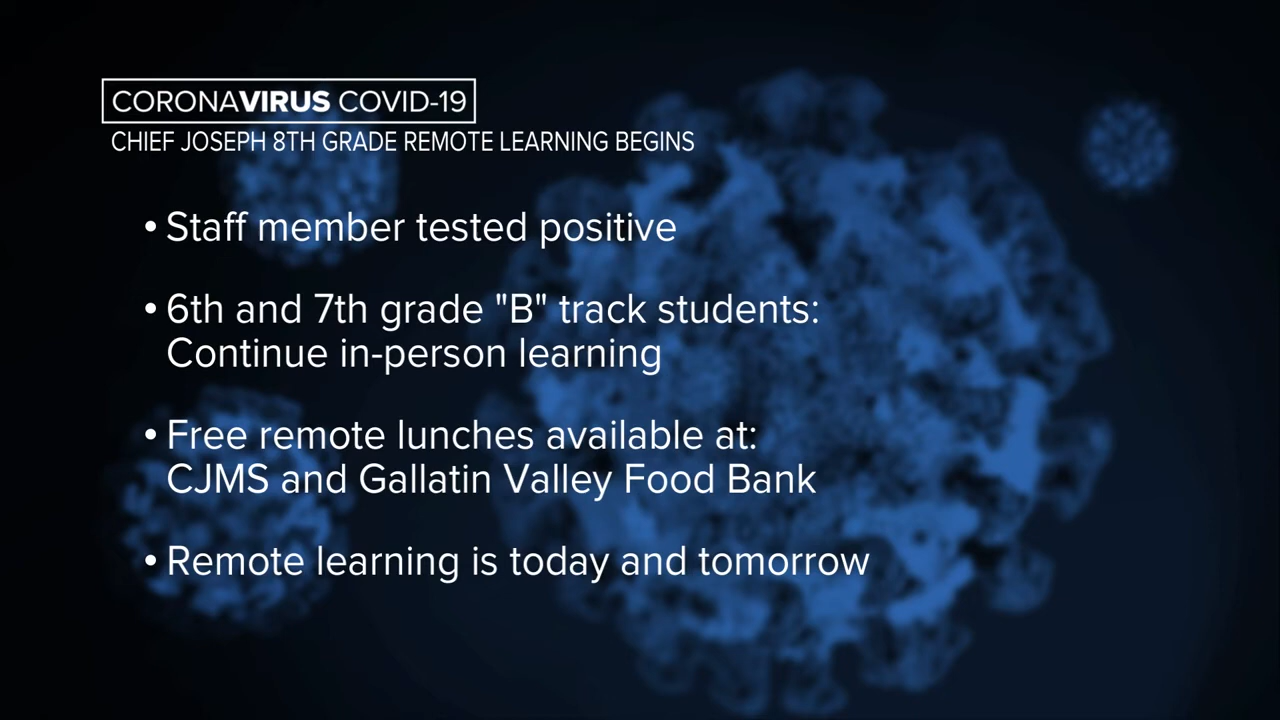 CORONAVIRUS COVID-19
CHIEF JOSEPH 8TH GRADE REMOTE LEARNING BEGINS
• Staff member tested positive
• 6th and 7th grade "B" track students:
Continue in-person learning
• Free remote lunches available at:
CJMS and Gallatin Valley Food Bank
• Remote learning is today and tomorrow